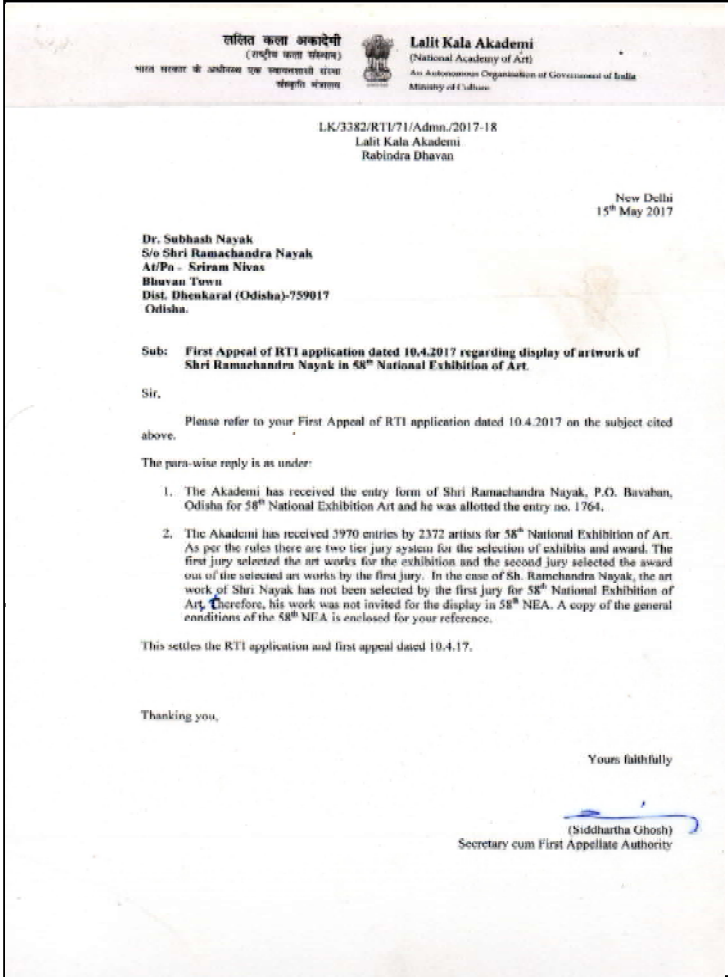 ललित कला अकादेमी
(राष्ट्रीय कला संस्थान)
भारत सरकार के अधीनस्थ एक स्वायत्तशासी संस्था
संस्कृति मंत्रालय
Lalit Kala Akademi
(National Academy of Art)
An Autonomous Organisation of Government of India
Ministry of Culture
LK/3382/RTI/71/Admn./2017-18
Lalit Kala Akademi
Rabindra Dhavan
New Delhi
15th May 2017
Dr. Subhash Nayak
S/o Shri Ramachandra Nayak
At/Po - Sriram Nivas
Bhuvan Town
Dist. Dhenkaral (Odisha)-759017
Odisha.
Sub: First Appeal of RTI application dated 10.4.2017 regarding display of artwork of
Shri Ramachandra Nayak in 58th National Exhibition of Art.
Sir,
Please refer to your First Appeal of RTI application dated 10.4.2017 on the subject cited
above.
The para-wise reply is as under:
1. The Akademi has received the entry form of Shri Ramachandra Nayak, P.O. Bavaban,
Odisha for 58th National Exhibition Art and he was allotted the entry no. 1764.
2. The Akademi has received 3970 entries by 2372 artists for 58th National Exhibition of Art.
As per the rules there are two tier jury system for the selection of exhibits and award. The
first jury selected the art works for the exhibition and the second jury selected the award
out of the selected art works by the first jury. In the case of Sh. Ramchandra Nayak, the art
work of Shri Nayak has not been selected by the first jury for 58th National Exhibition of
Art, therefore, his work was not invited for the display in 58th NEA. A copy of the general
conditions of the 58th NEA is enclosed for your reference.
This settles the RTI application and first appeal dated 10.4.17.
Thanking you,
Yours faithfully
(Siddhartha Ghosh)
Secretary cum First Appellate Authority